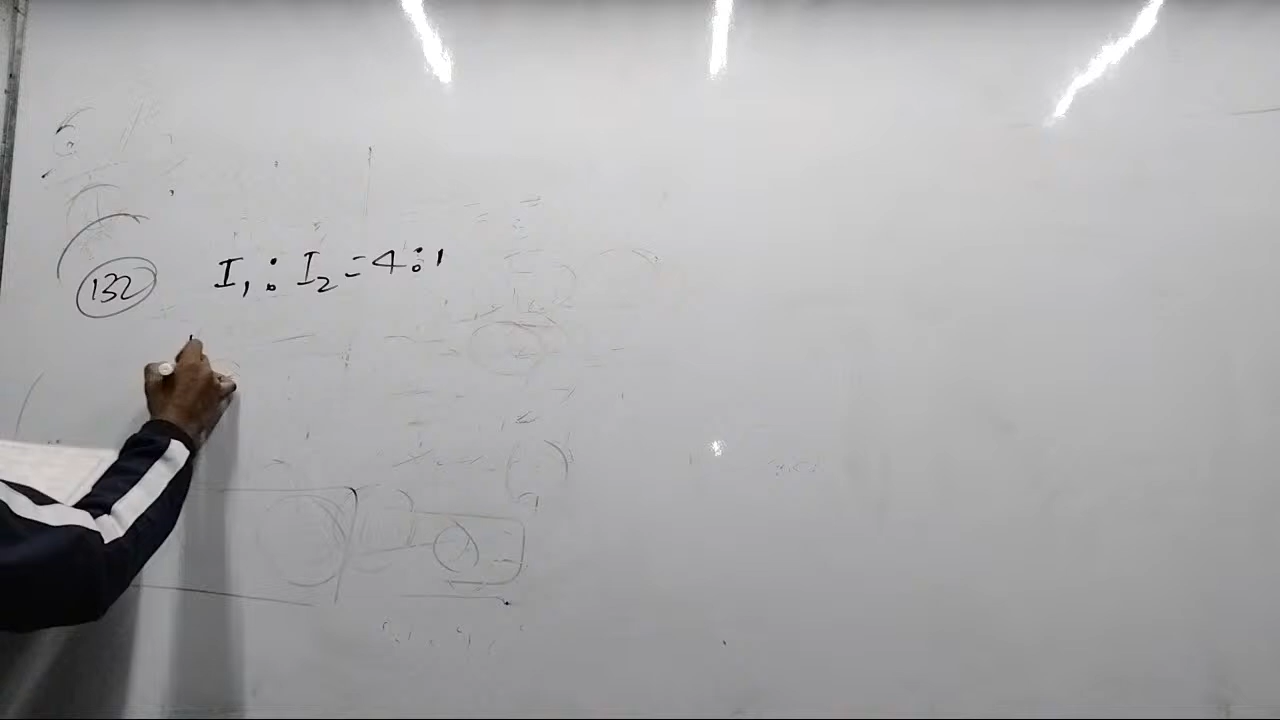 132 I₁ : I₂ = 4 : 1